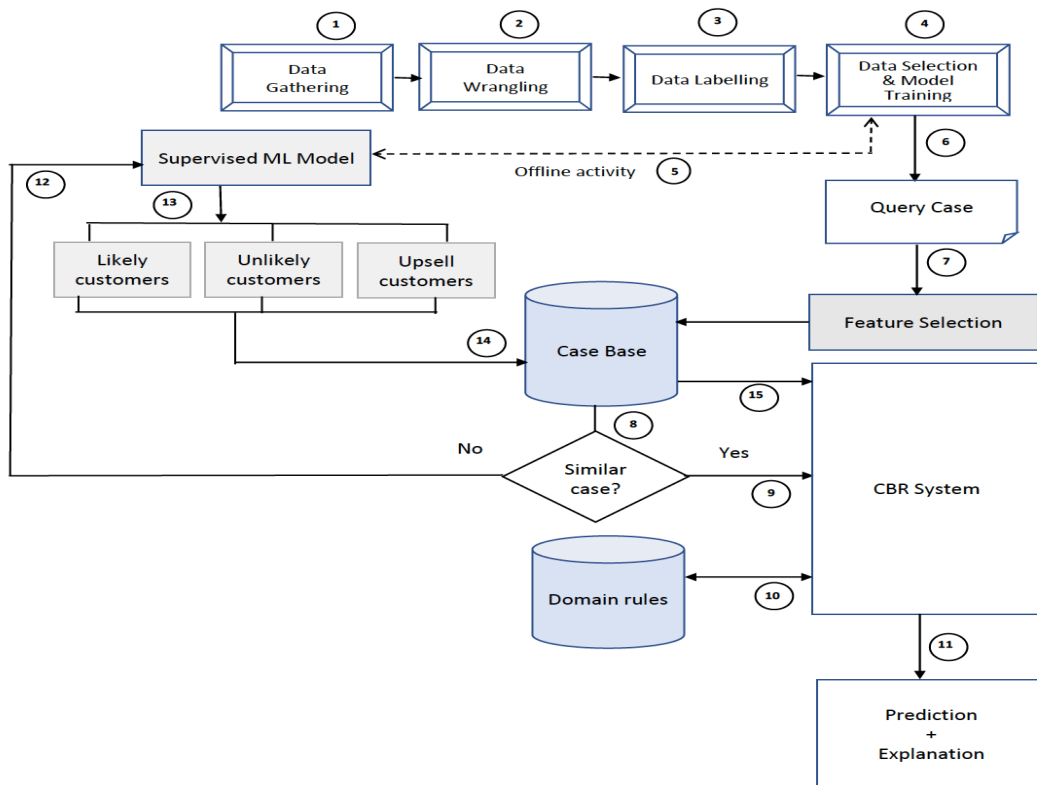 1
2
3
4
Data
Gathering
Data
Wrangling
Data Labelling
Data Selection
& Model
Training
Supervised ML Model
Offline activity
5
6
12
13
Query Case
7
Likely
customers
Unlikely
customers
Upsell
customers
Feature Selection
14
Case Base
15
8
No
Similar
case?
Yes
9
CBR System
Domain rules
10
11
Prediction
+
Explanation